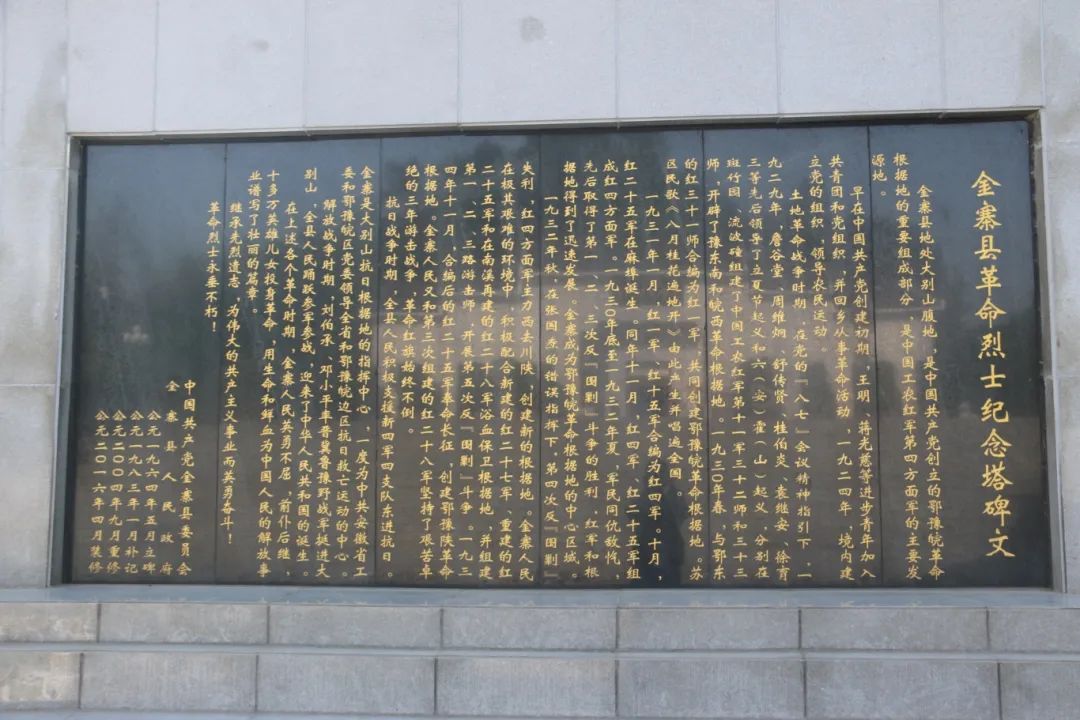 金寨县革命烈士纪念塔碑文
金寨县地处大别山腹地，是中国共产党创立的鄂豫皖革命
根据地的重要组成部分，是中国工农红军第四方面军的主要发
源地。
早在中国共产党创建初期，王明、蒋光慈等进步青年加入
共青团和党组织，并回乡从事革命活动，一九二四年，境内建
立党的组织，领导农民运动。
土地革命战争时期，在党的『八七』会议精神指引下，一
九二九年，詹谷堂、周维炯、舒传贤、桂伯炎、袁继安、徐育
三等先后领导了立夏节起义和六（安）霍（山）起义，分别在
斑竹园、流波䃥组建了中国工农红军第十一军三十二师和三十三
师，开辟了豫东南和皖西革命根据地。一九三〇年春，与鄂东
的红三十一师合编为红一军，共同创建鄂豫皖革命根据地。苏
区民歌《八月桂花遍地开》由此产生并唱遍全国。
一九三一年一月，红一军、红十五军合编为红四军。十月，
红二十五军在麻埠诞生。同年十一月，红四军、红二十五军组
成红四方面军。一九三〇年底至一九三二年夏，军民同仇敌忾，
先后取得了第一、二、三次反『围剿』斗争的胜利，红军和根
据地得到了迅速发展。金寨成为鄂豫皖革命根据地的中心区域。
一九三二年秋，在张国焘的错误指挥下，第四次反『围剿』
失利，红四方面军主力西去川陕，创建新的根据地。金寨人民
在极其艰难的环境中，积极配合新建的红二十七军、重建的红
二十五军和在南溪再建的红二十八军浴血保卫根据地，并组建
第一、二、三路游击师，开展第五次反『围剿』斗争。一九三
四年十一月，合编后的红二十五军奉命长征，创建鄂豫陕革命
根据地。金寨人民又和第三次组建的红二十八军坚持了艰苦卓
绝的三年游击战争，革命红旗始终不倒。
抗日战争时期，全县人民积极支援新四军四支队东进抗日。
金寨是大别山抗日根据地的指挥中心，一度为中共安徽省工
委和鄂豫皖区党委领导全省和鄂豫皖边区抗日救亡运动的中心。
解放战争时期，刘伯承、邓小平率晋冀鲁豫野战军挺进大
别山，全县人民踊跃参军参战，迎来了中华人民共和国的诞生。
在上述各个革命时期，金寨人民英勇不屈，前仆后继，
十多万英雄儿女投身革命，用生命和鲜血为中国人民的解放事
业谱写了壮丽的篇章。
继承先烈遗志，为伟大的共产主义事业而英勇奋斗！
革命烈士永垂不朽！
中国共产党金寨县委员会
金寨县人民政府
公元一九六六年五月立碑
公元一九八三年一月补记
公元二〇〇四年九月重修
公元二〇一六年四月装修